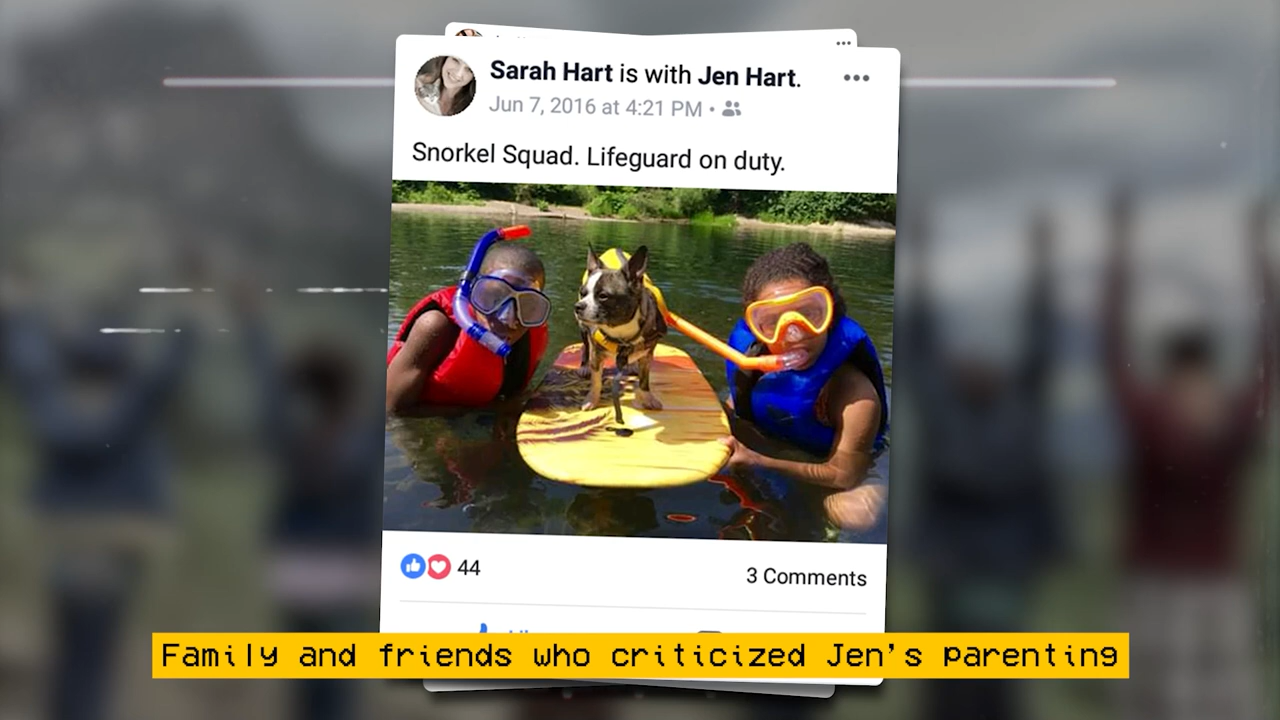 Sarah Hart is with Jen Hart.
Jun 7, 2016 at 4:21 PM •
Snorkel Squad. Lifeguard on duty.
44
3 Comments
Family and friends who criticized Jen's parenting